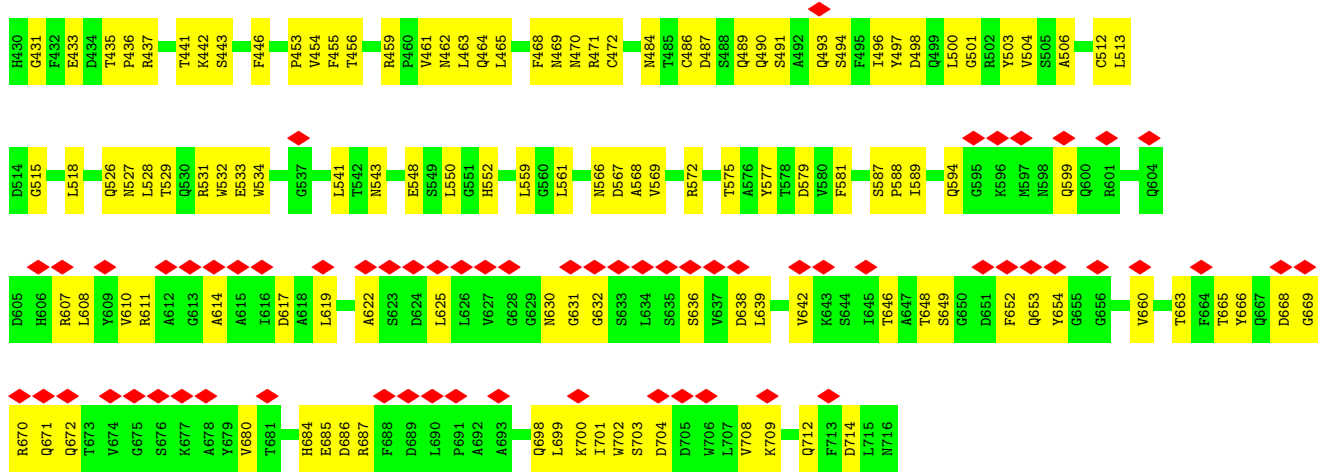 H430 G431 F432 E433 D434 T435 P436 R437 T441 K442 S443 F446 P453 V454 F455 T456 R459 P460 V461 N462 L463 Q464 L465 F468 N469 N470 R471 C472 N484 T485 C486 D487 S488 Q489 Q490 S491 A492 Q493 S494 F495 I496 Y497 D498 Q499 L500 G501 R502 Y503 V504 S505 A506 C512 L513
D514 G515 L518 Q526 N527 L528 T529 Q530 R531 W532 E533 W534 G537 L541 T542 N543 E548 S549 L550 G551 H552 L559 G560 L561 N566 D567 A568 V569 R572 T575 A576 Y577 T578 D579 V580 F581 S587 P588 I589 Q594 G595 K596 M597 N598 Q599 Q600 R601 Q604
D605 H606 R607 L608 Y609 V610 R611 A612 G613 A614 A615 I616 D617 A618 L619 A622 S623 D624 L625 L626 V627 G628 G629 N630 G631 G632 S633 L634 S635 S636 V637 D638 L639 V642 K643 S644 I645 T646 A647 T648 S649 G650 D651 F652 Q653 Y654 G655 G656 V660 T663 F664 T665 Y666 Q667 D668 G669
R670 Q671 Q672 T673 V674 G675 S676 K677 A678 Y679 V680 T681 H684 E685 D686 R687 F688 D689 L690 P691 A692 A693 Q698 L699 K700 I701 W702 S703 D704 D705 W706 L707 V708 K709 Q712 F713 D714 L715 N716